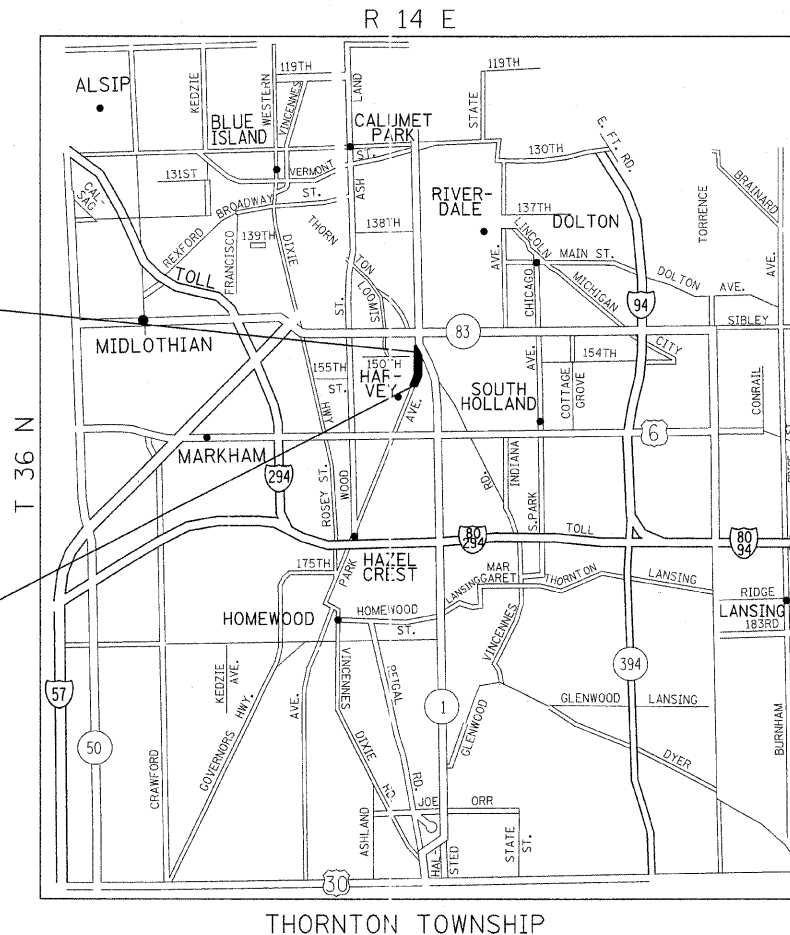 R 14 E
119TH
119TH
ALSIP
KEDZIE
WESTERN
VINCENNES
LAND
STATE
BLUE
ISLAND
CALUMET
PARK
E. FT. RD.
ST.
130TH
131ST
VERMONT
BRAINARD
CAL-
SAG
BROADWAY
ST.
ASH
RIVER-
DALE
137TH
DOLTON
TORRENCE
REXFORD
FRANCISCO
139TH
DIXIE
THORN
TON
138TH
LINCOLN
MAIN ST.
AVE.
AVE.
TOLL
ST.
LOOMIS
CHICAGO
MICHIGAN
CITY
94
DOLTON
AVE.
SIBLEY
MIDLOTHIAN
83
155TH
ST.
150TH
HAR-
VEY
AVE.
AVE.
154TH
COTTAGE
GROVE
SOUTH
HOLLAND
CONRAIL
T 36 N
MARKHAM
HWY
6
294
ROSEY ST.
WOOD
RD.
INDIANA
S.PARK
80
294
TOLL
80
94
175TH
PARK
HAZEL
CREST
MAR
GARET
LANSING
THORNTON
LANSING
RIDGE
LANSING
183RD
HOMEWOOD
HOMEWOOD
ST.
VINCENNES
KEDZIE
AVE.
VINCENNES
REIGAL
394
57
1
GLENWOOD
GLENWOOD
LANSING
50
CRAWFORD
GOVERNORS
HWY.
AVE.
DIXIE
RD
RD.
DYER
BURNHAM
ASHLAND
JOE
ORR
STATE
ST.
HAL-
STED
30
THORNTON TOWNSHIP